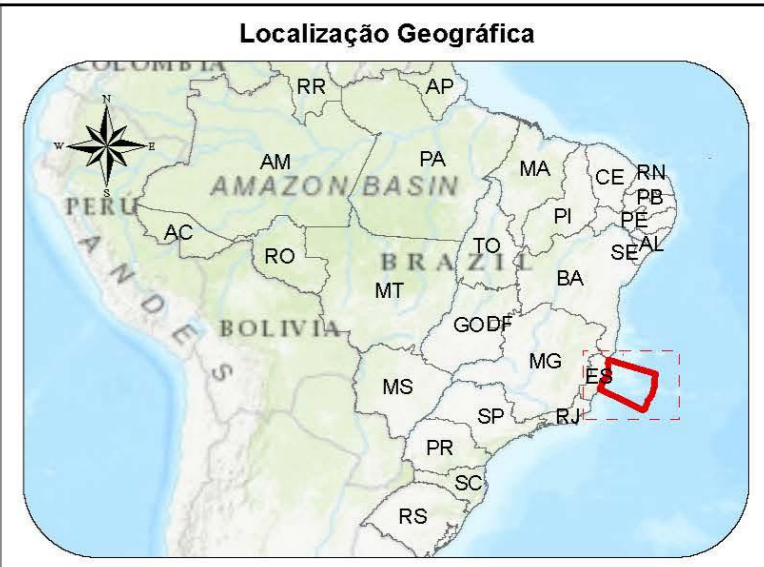 Localização Geográfica
COLOMBIA
RR
AP
N
W
E
S
AM
PA
MA
CE
RN
PB
AMAZON BASIN
PERÚ
PI
PE
AL
SE
AC
RO
TO
BRAZIL
BA
MT
ANDES
BOLIVIA
GO
DF
MG
ES
MS
SP
RJ
PR
SC
RS